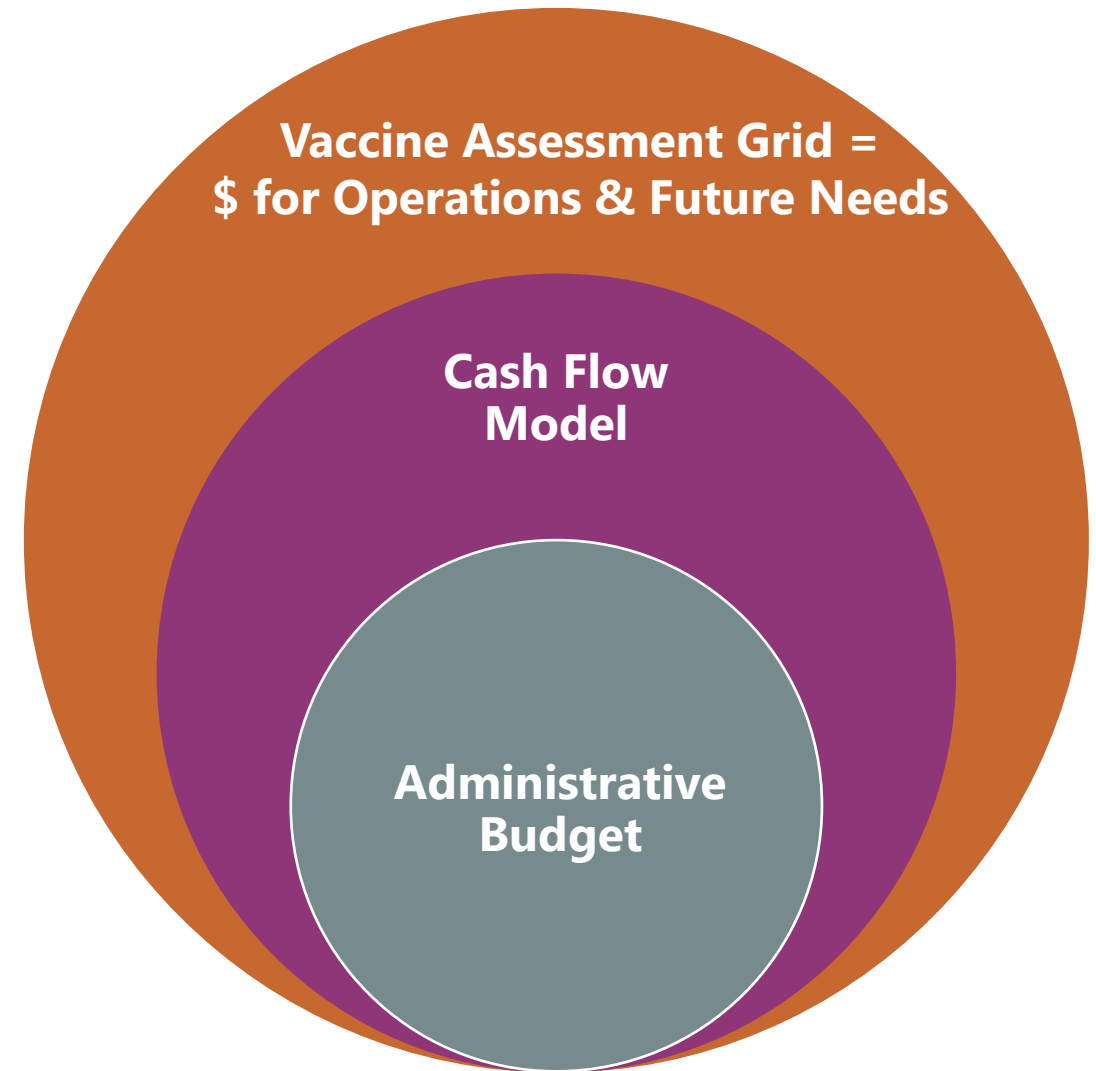 Vaccine Assessment Grid =
$ for Operations & Future Needs
Cash Flow
Model
Administrative
Budget